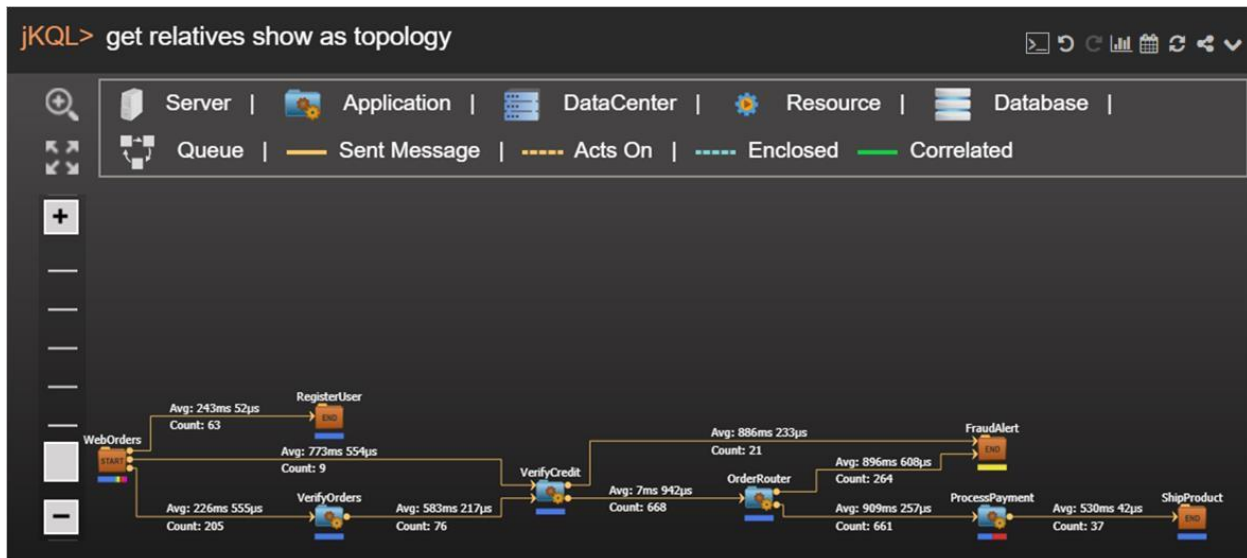 jKQL> get relatives show as topology
Server | Application | DataCenter | Resource | Database |
Queue | Sent Message | Acts On | Enclosed Correlated
RegisterUser
Avg: 243ms 52µs
END
Count: 63
WebOrders
START
Avg: 773ms 554µs
Count: 9
Avg: 226ms 555µs
Count: 205
VerifyOrders
Avg: 583ms 217µs
Count: 76
VerifyCredit
Avg: 886ms 233µs
Count: 21
FraudAlert
END
Avg: 7ms 942µs
Count: 668
OrderRouter
Avg: 896ms 608µs
Count: 264
Avg: 909ms 257µs
Count: 661
ProcessPayment
Avg: 530ms 42µs
Count: 37
ShipProduct
END